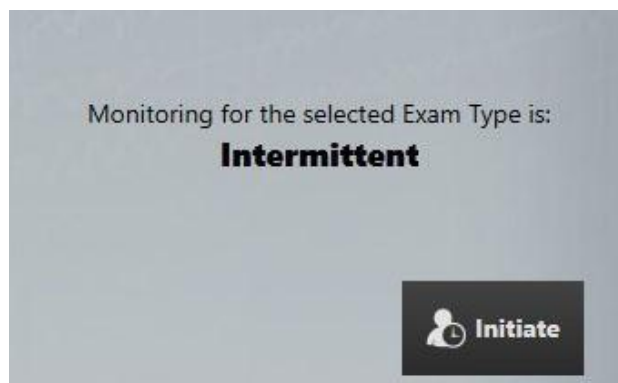 Monitoring for the selected Exam Type is:
Intermittent
Initiate